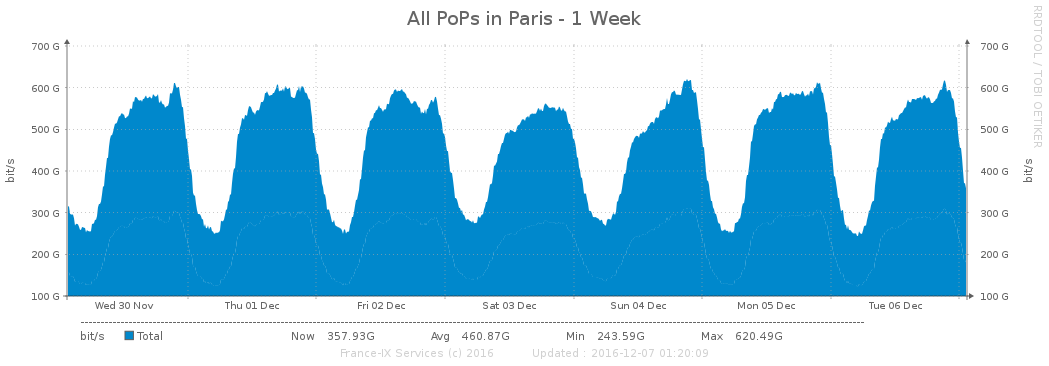 All PoPs in Paris - 1 Week
RRDTOOL / TOBI OETIKER
bit/s
bit/s
700 G 700 G
600 G 600 G
500 G 500 G
400 G 400 G
300 G 300 G
200 G 200 G
100 G 100 G
Wed 30 Nov Thu 01 Dec Fri 02 Dec Sat 03 Dec Sun 04 Dec Mon 05 Dec Tue 06 Dec
bit/s Total Now 357.93G Avg 460.87G Min 243.59G Max 620.49G
France-IX Services (c) 2016 Updated : 2016-12-07 01:20:09